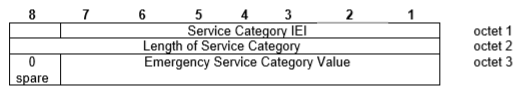 8 7 6 5 4 3 2 1
Service Category IEI octet 1
Length of Service Category octet 2
0 Emergency Service Category Value octet 3
spare